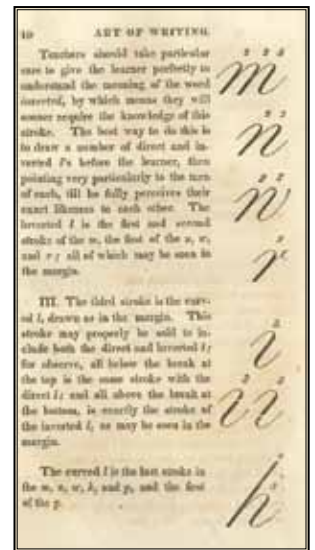 10 ART OF WRITING.
Teachers should take particular
care to give the learner perfectly to
understand the meaning of the word
inverted, by which means they will
sooner require the knowledge of this
stroke. The best way to do this is
to draw a number of direct and in-
verted l's before the learner, then
pointing very particularly to the turn
of each, till he fully perceives their
exact likeness to each other. The
inverted l is the first and second
stroke of the m, the first of the n, w,
and r; all of which may be seen in
the margin.
III. The third stroke is the curv-
ed l, drawn as in the margin. This
stroke may properly be said to in-
clude both the direct and inverted l;
for observe, all below the break at
the top is the same stroke with the
direct l; and all above the break at
the bottom, is exactly the stroke of
the inverted l, as may be seen in the
margin.
The curved l is the last stroke in
the m, n, w, h, and p, and the first
of the y.
m
n
r
h